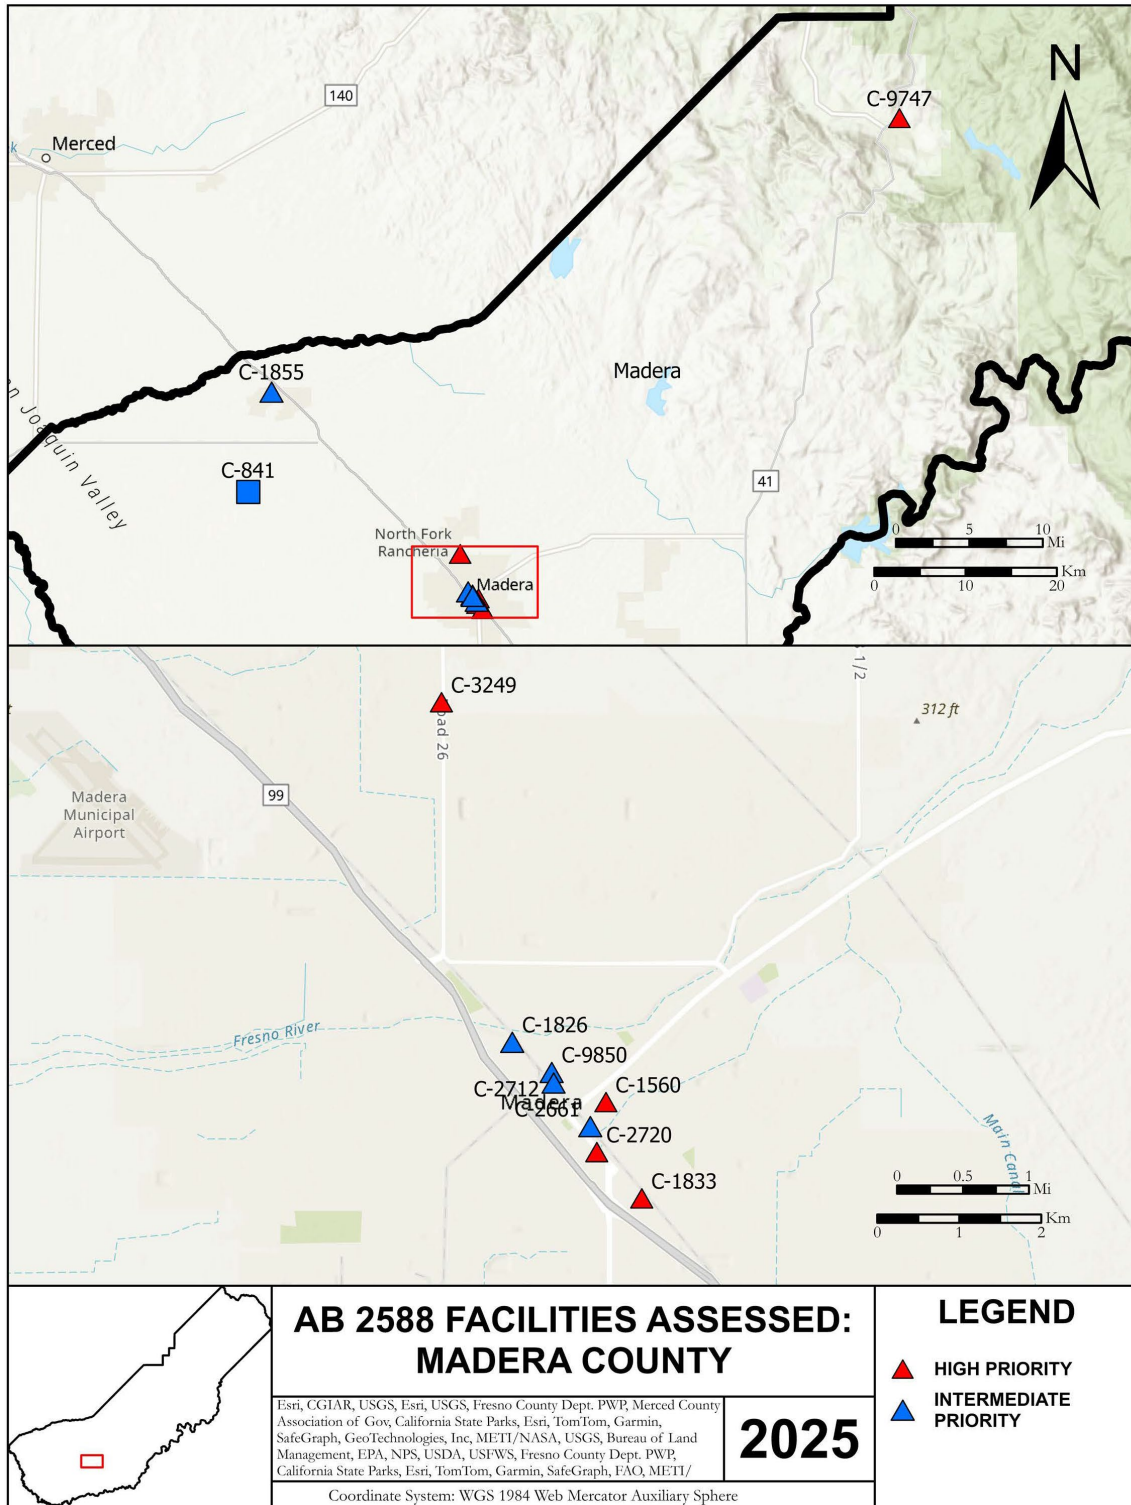 N
C-9747
140
Merced
k
Madera
C-1855
an Joaquin Valley
C-841
41
0 5 10
Mi
0 10 20
Km
North Fork
Rancheria
Madera
C-3249
oad 26
1/2
312 ft
ft
99
Madera
Municipal
Airport
Fresno River
C-1826
C-9850
C-2712
C-1560
Madera
C-2661
C-2720
C-1833
Main Canal
0 0.5 1
Mi
0 1 2
Km
AB 2588 FACILITIES ASSESSED:
MADERA COUNTY
Esri, CGIAR, USGS, Esri, USGS, Fresno County Dept. PWP, Merced County
Association of Gov, California State Parks, Esri, TomTom, Garmin,
SafeGraph, GeoTechnologies, Inc, METI/NASA, USGS, Bureau of Land
Management, EPA, NPS, USDA, USFWS, Fresno County Dept. PWP,
California State Parks, Esri, TomTom, Garmin, SafeGraph, FAO, METI/
2025
Coordinate System: WGS 1984 Web Mercator Auxiliary Sphere
LEGEND
HIGH PRIORITY
INTERMEDIATE
PRIORITY